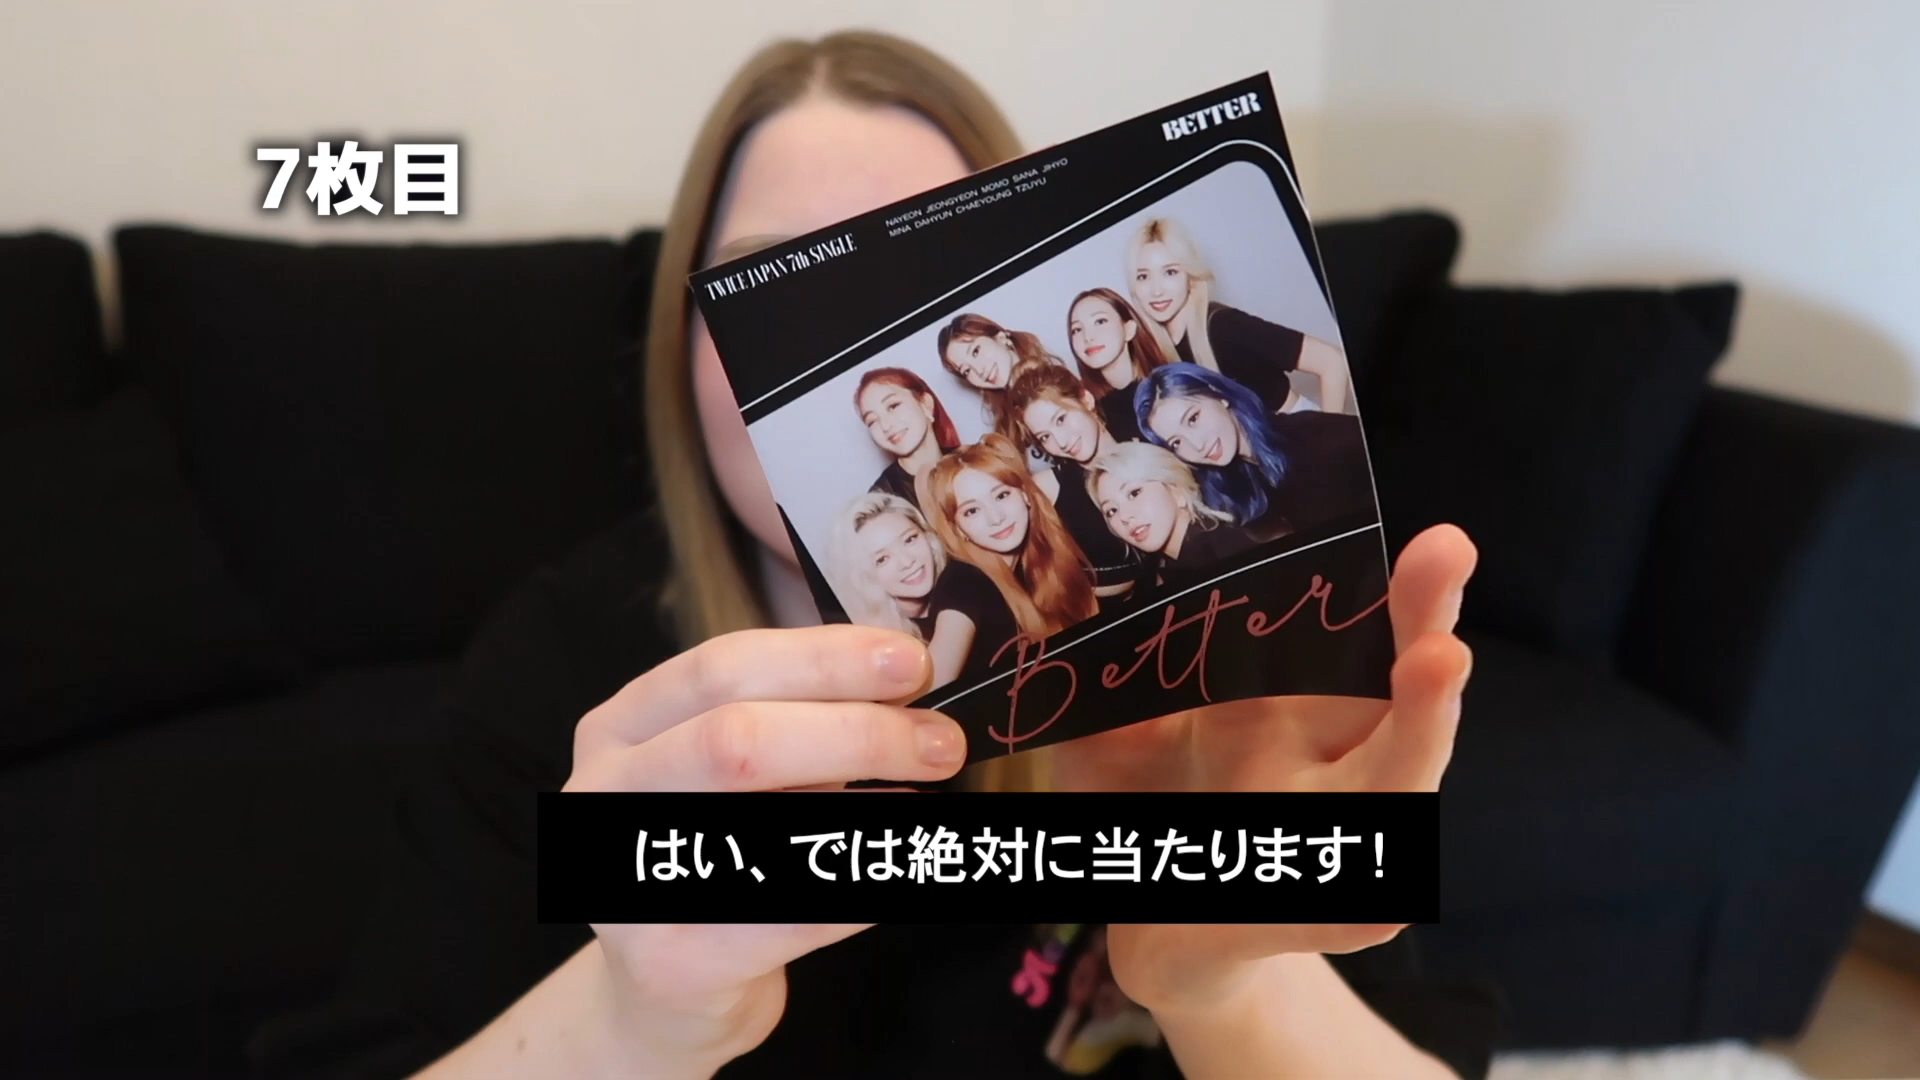 7枚目
BETTER
NAYEON JEONGYEON MOMO SANA JIHYO
MINA DAHYUN CHAEYOUNG TZUYU
TWICE JAPAN 7th SINGLE
Better
はい、では絶対に当たります！